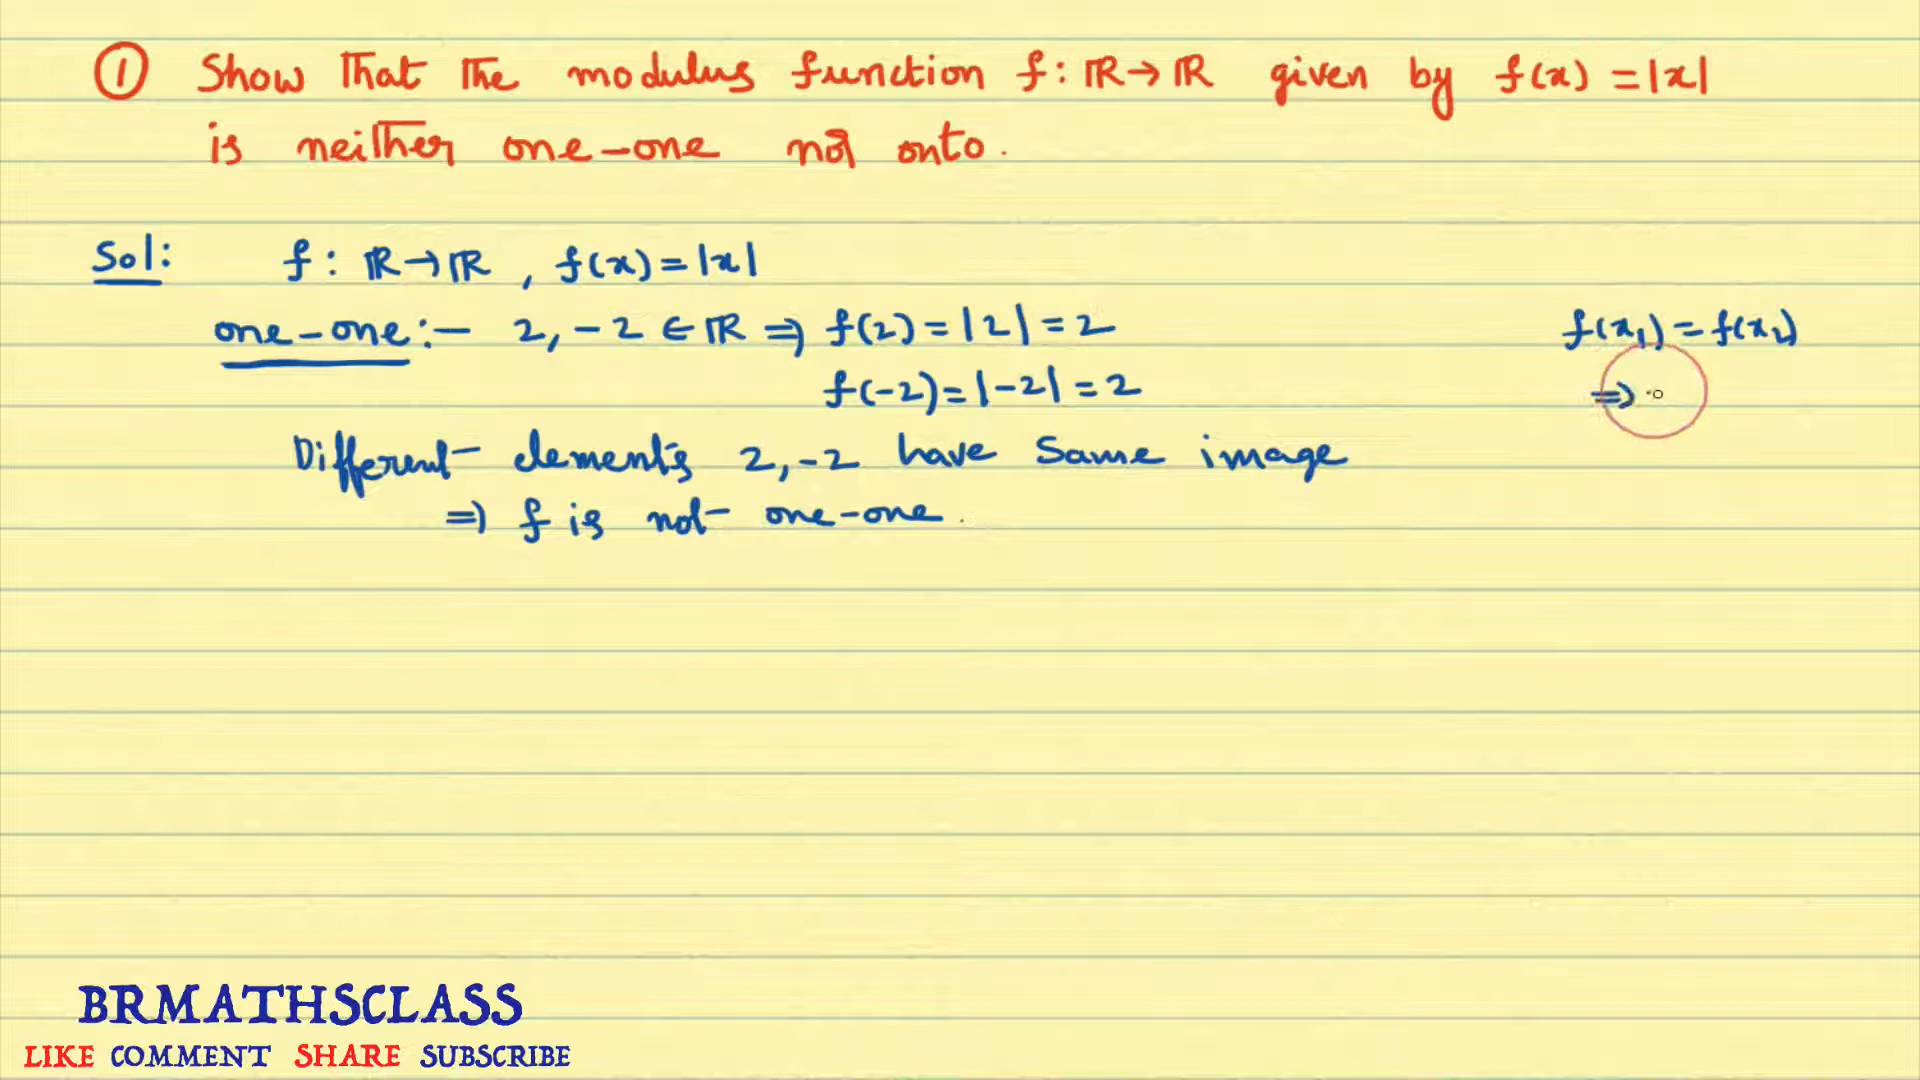 ① Show that the modulus function f: ℝ→ℝ given by f(x) = |x|
is neither one-one nor onto.
Sol: f: ℝ→ℝ, f(x)=|x|
one-one:- 2, -2 ∈ ℝ ⇒ f(2) = |2| = 2
f(-2) = |-2| = 2
Different elements 2, -2 have same image
⇒ f is not one-one.
f(x₁) = f(x₂)
⇒
BRMATHSCLASS
LIKE COMMENT SHARE SUBSCRIBE